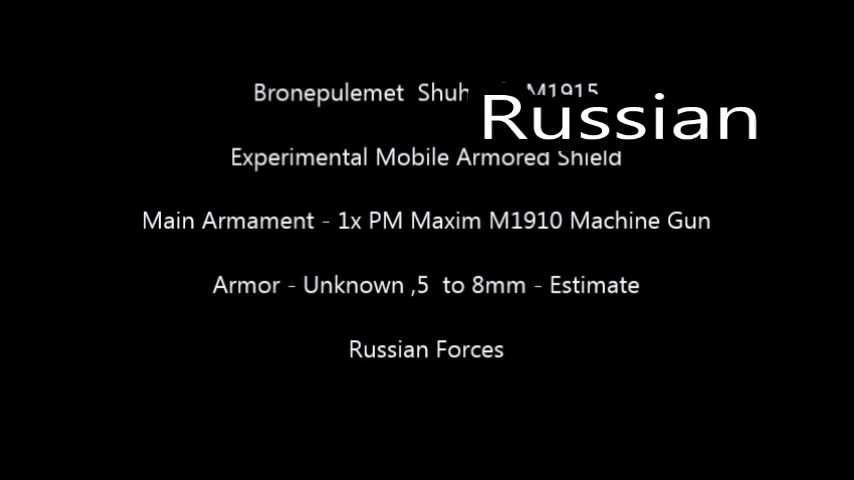 Bronepulemet M1915
Russian
Experimental Mobile Armored Shield
Main Armament - 1x PM Maxim M1910 Machine Gun
Armor - Unknown ,5 to 8mm - Estimate
Russian Forces